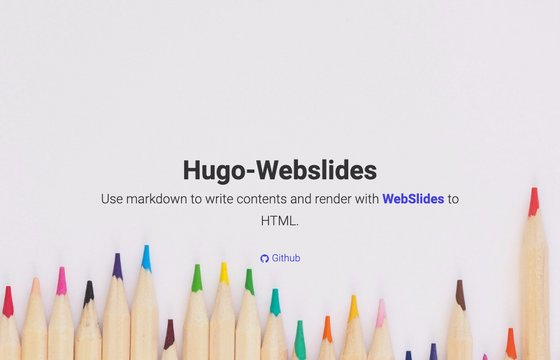 Hugo-Webslides
Use markdown to write contents and render with WebSlides to
HTML.
Github